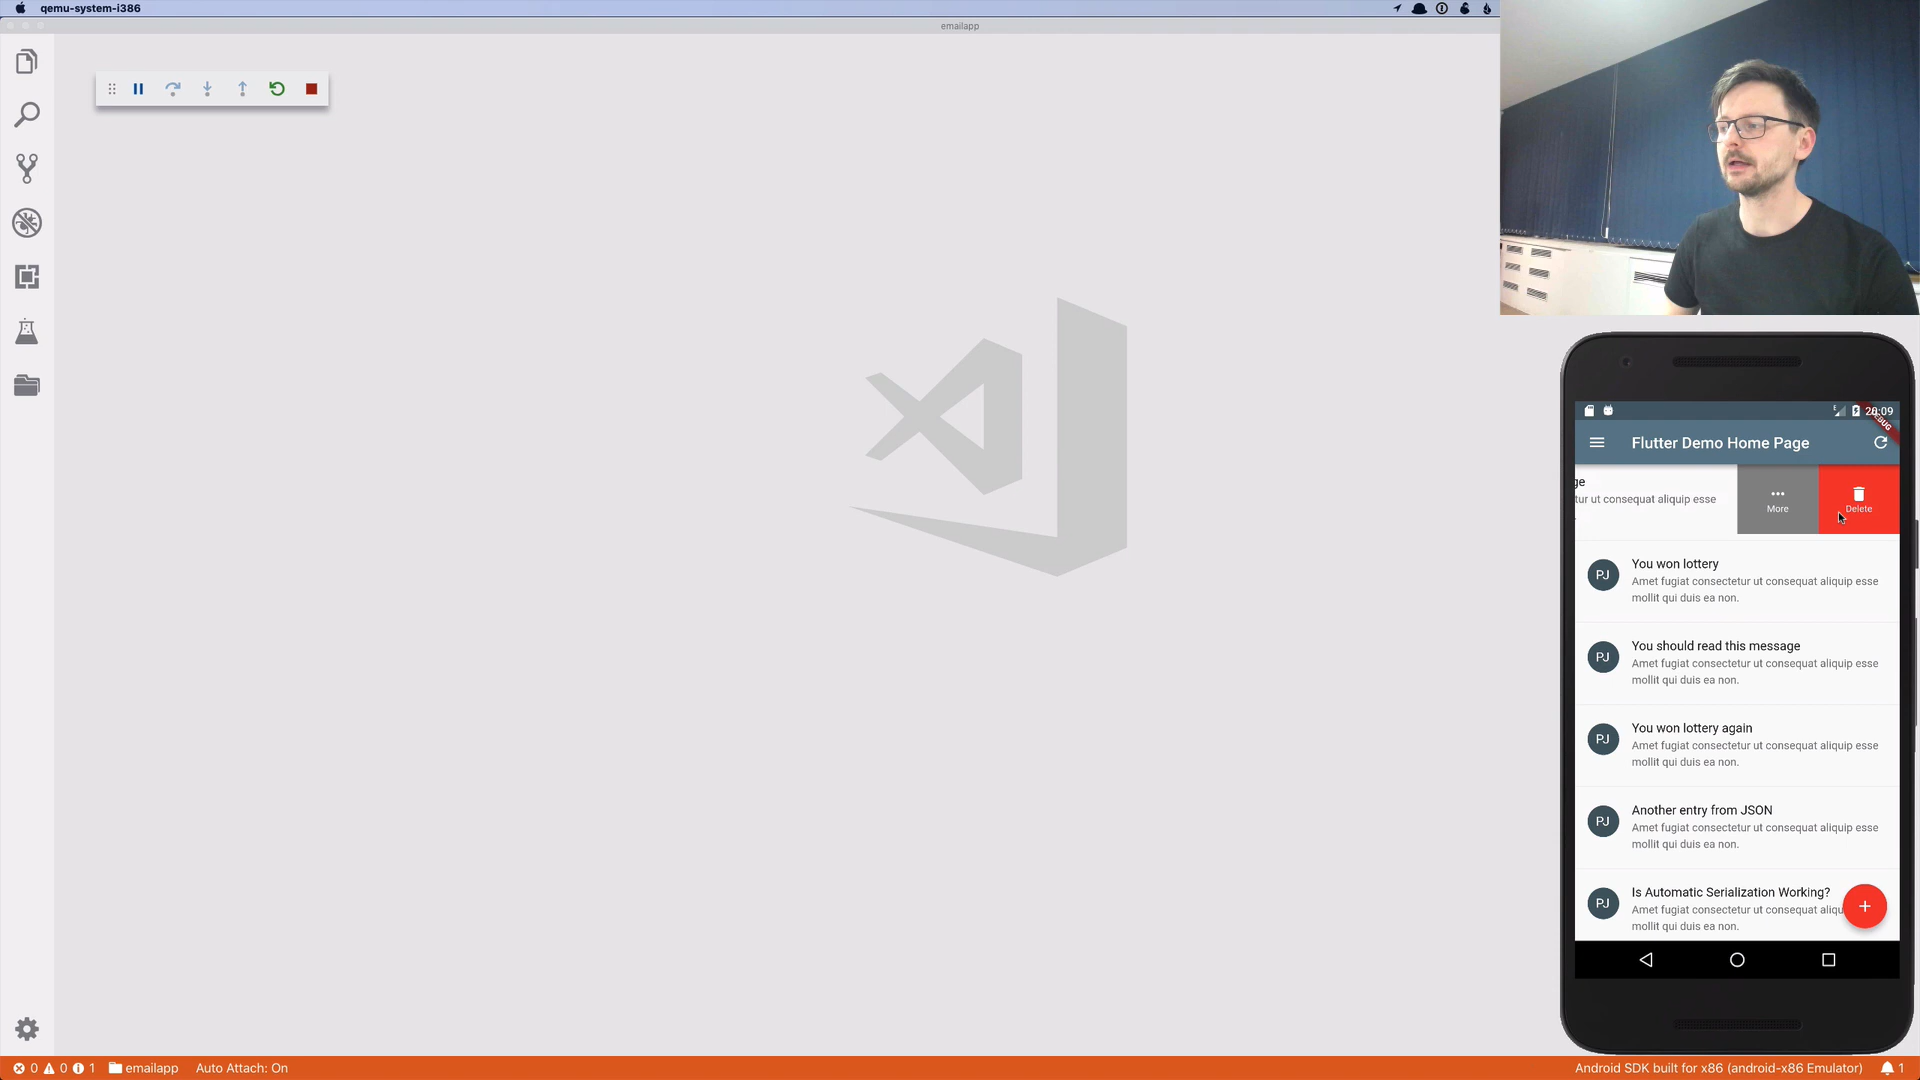 qemu-system-i386
emailapp
20:09
DEBUG
Flutter Demo Home Page
ge
tur ut consequat aliquip esse
More
Delete
PJ
You won lottery
Amet fugiat consectetur ut consequat aliquip esse
mollit qui duis ea non.
PJ
You should read this message
Amet fugiat consectetur ut consequat aliquip esse
mollit qui duis ea non.
PJ
You won lottery again
Amet fugiat consectetur ut consequat aliquip esse
mollit qui duis ea non.
PJ
Another entry from JSON
Amet fugiat consectetur ut consequat aliquip esse
mollit qui duis ea non.
PJ
Is Automatic Serialization Working?
Amet fugiat consectetur ut consequat aliqu
mollit qui duis ea non.
0 0 1 emailapp Auto Attach: On
Android SDK built for x86 (android-x86 Emulator) 1